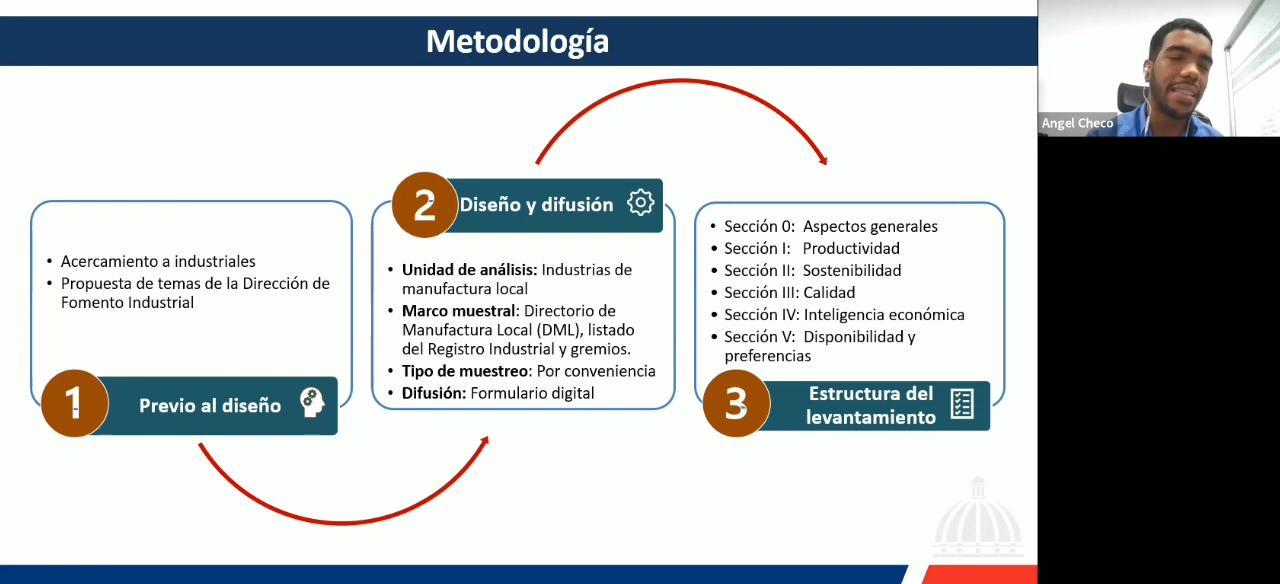 Metodología
Angel Checo
• Acercamiento a industriales
• Propuesta de temas de la Dirección de
Fomento Industrial
1
Previo al diseño
2
Diseño y difusión
• Unidad de análisis: Industrias de
manufactura local
• Marco muestral: Directorio de
Manufactura Local (DML), listado
del Registro Industrial y gremios.
• Tipo de muestreo: Por conveniencia
• Difusión: Formulario digital
• Sección 0: Aspectos generales
• Sección I: Productividad
• Sección II: Sostenibilidad
• Sección III: Calidad
• Sección IV: Inteligencia económica
• Sección V: Disponibilidad y
preferencias
3
Estructura del
levantamiento